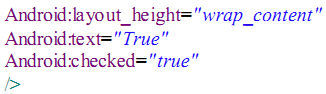 Android:layout_height="wrap_content"
Android:text="True"
Android:checked="true"
/>